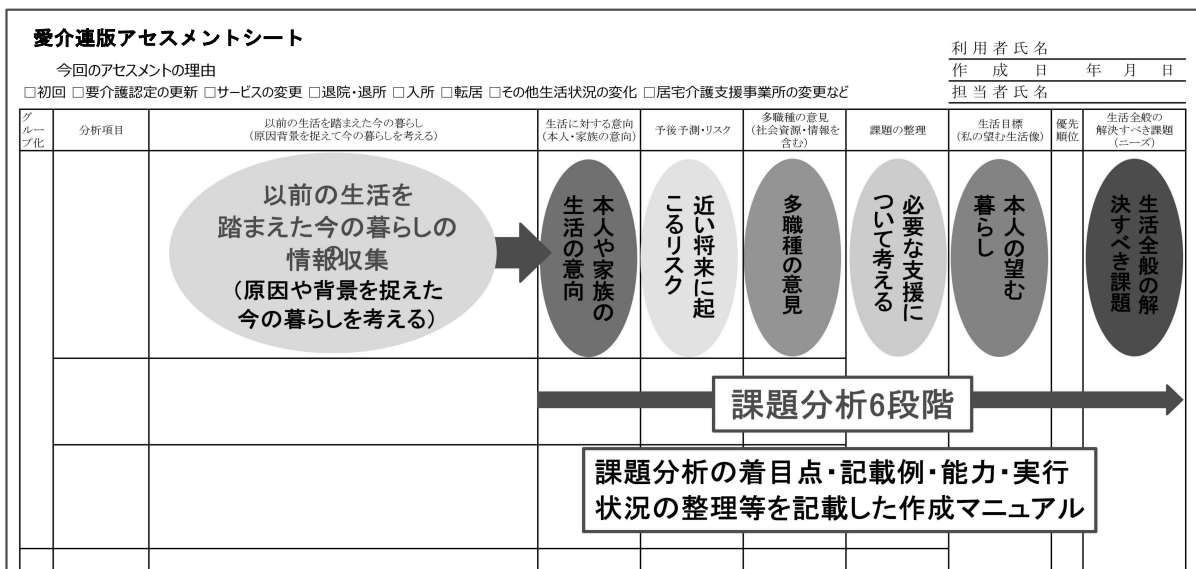 愛介連版アセスメントシート
今回のアセスメントの理由
□初回 □要介護認定の更新 □サービスの変更 □退院・退所 □入所 □転居 □その他生活状況の変化 □居宅介護支援事業所の変更など
利用者氏名
作成日 年 月 日
担当者氏名
グループ化
分析項目
以前の生活を踏まえた今の暮らし
(原因背景を捉えて今の暮らしを考える)
生活に対する意向
(本人・家族の意向)
予後予測・リスク
多職種の意見
(社会資源・情報を
含む)
課題の整理
生活目標
(私の望む生活像)
優先
順位
生活全般の
解決すべき課題
(ニーズ)
以前の生活を
踏まえた今の暮らしの
情報収集
(原因や背景を捉えた
今の暮らしを考える)
本人や家族の
生活の意向
近い将来に起
こるリスク
多職種の意見
必要な支援に
ついて考える
本人の望む
暮らし
生活全般の解
決すべき課題
課題分析6段階
課題分析の着目点・記載例・能力・実行
状況の整理等を記載した作成マニュアル